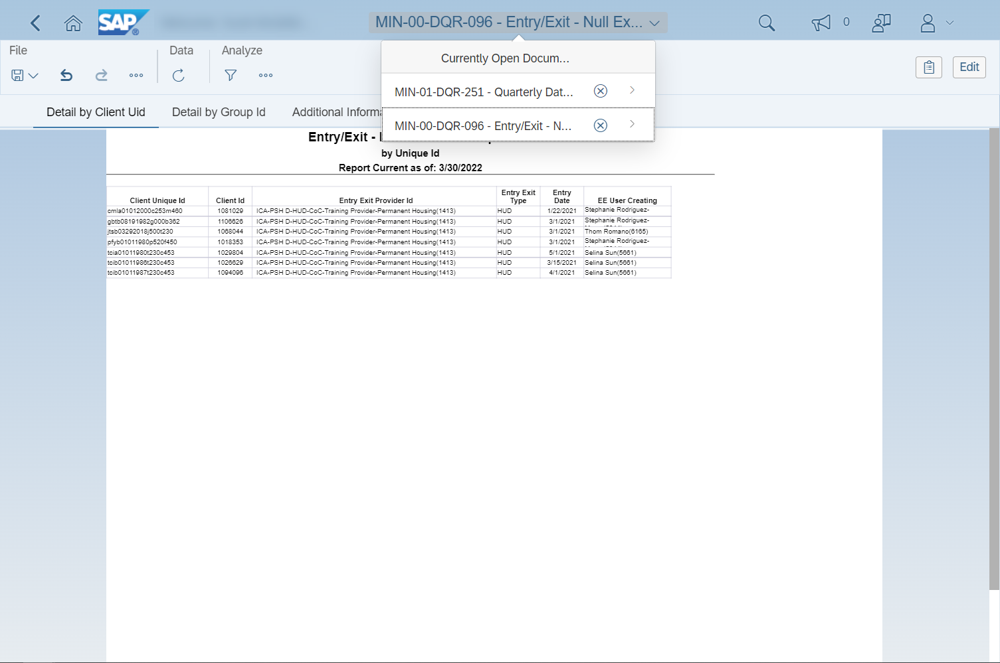 SAP
MIN-00-DQR-096 - Entry/Exit - Null Ex...
0
File
Data
Analyze
Edit
Currently Open Docum...
MIN-01-DQR-251 - Quarterly Dat...
MIN-00-DQR-096 - Entry/Exit - N...
Detail by Client Uid
Detail by Group Id
Additional Informa
Entry/Exit -
by Unique Id
Report Current as of: 3/30/2022
Client Unique Id Client Id Entry Exit Provider Id Entry Exit Type Entry Date EE User Creating
cmla01012000c253m460 1081029 ICA-PSH D-HUD-CoC-Training Provider-Permanent Housing(1413) HUD 1/22/2021 Stephanie Rodriguez-
gbtb08191982g000b362 1106626 ICA-PSH D-HUD-CoC-Training Provider-Permanent Housing(1413) HUD 3/1/2021 Stephanie Rodriguez-
jtsb03292018j500t230 1068044 ICA-PSH D-HUD-CoC-Training Provider-Permanent Housing(1413) HUD 3/1/2021 Thom Romano(6165)
pfyb01011980p520f450 1018353 ICA-PSH D-HUD-CoC-Training Provider-Permanent Housing(1413) HUD 3/1/2021 Stephanie Rodriguez-
tcia01011980t230c453 1029804 ICA-PSH D-HUD-CoC-Training Provider-Permanent Housing(1413) HUD 5/1/2021 Selina Sun(5661)
tcib01011986t230c453 1026629 ICA-PSH D-HUD-CoC-Training Provider-Permanent Housing(1413) HUD 3/15/2021 Selina Sun(5661)
tcib01011987t230c453 1094096 ICA-PSH D-HUD-CoC-Training Provider-Permanent Housing(1413) HUD 4/1/2021 Selina Sun(5661)